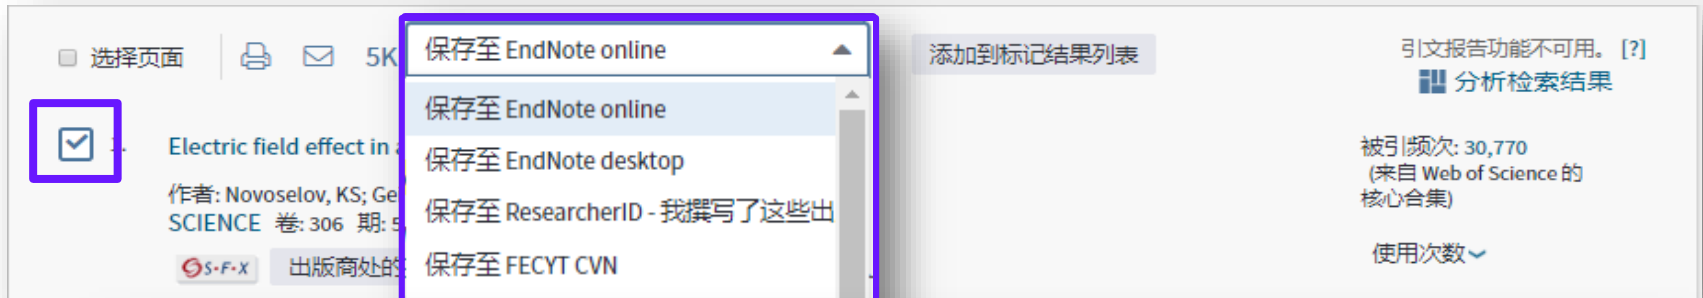 选择页面
5K
保存至 EndNote online
添加到标记结果列表
引文报告功能不可用。 [?]
分析检索结果
保存至 EndNote online
保存至 EndNote desktop
保存至 ResearcherID - 我撰写了这些出
保存至 FECYT CVN
Electric field effect in
作者: Novoselov, KS; Ge
SCIENCE 卷: 306 期: 5
S·F·X 出版商处的
被引频次: 30,770
(来自 Web of Science 的
核心合集)
使用次数